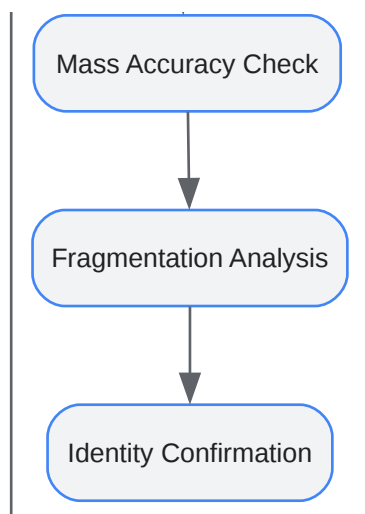 Mass Accuracy Check
Fragmentation Analysis
Identity Confirmation